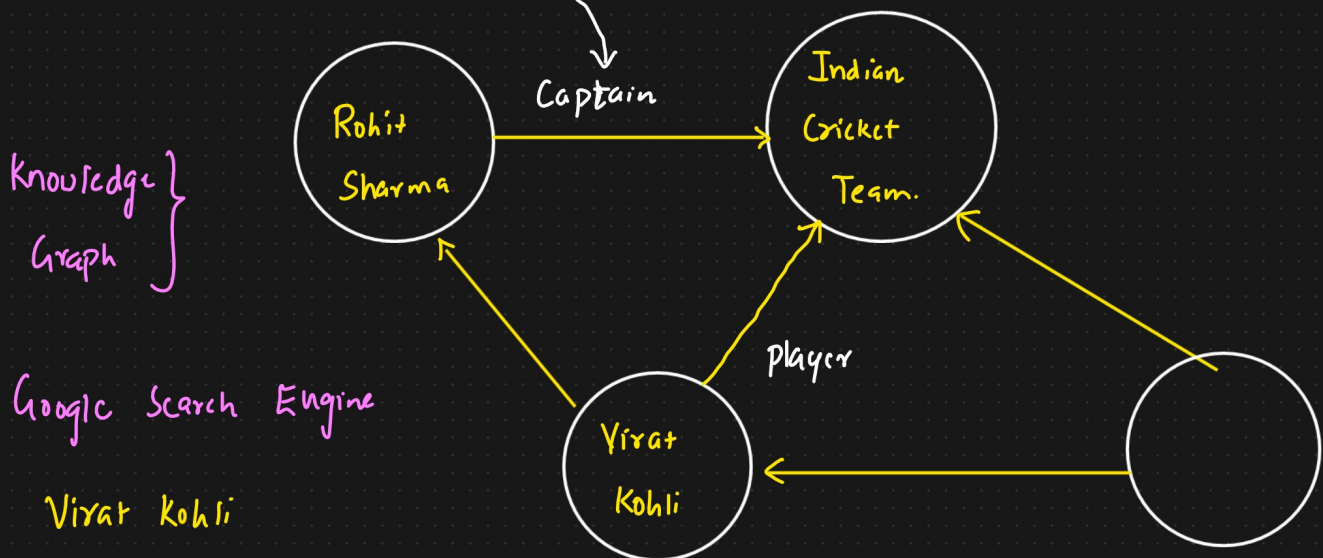 Captain
Rohit
Sharma
Indian
Cricket
Team.
Knowledge
Graph
player
Google Search Engine
Virat
Kohli
Virat Kohli